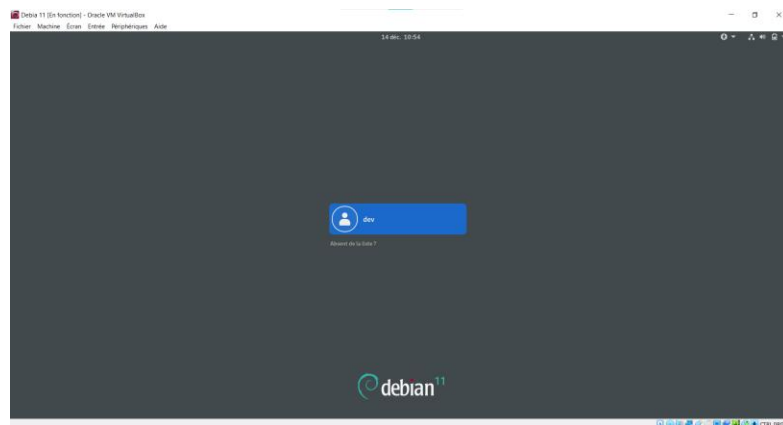 Debia 11 [En fonction] - Oracle VM VirtualBox
Fichier Machine Écran Entrée Périphériques Aide
14 déc. 10:54
dev
Absent de la liste ?
debian 11
CTRL